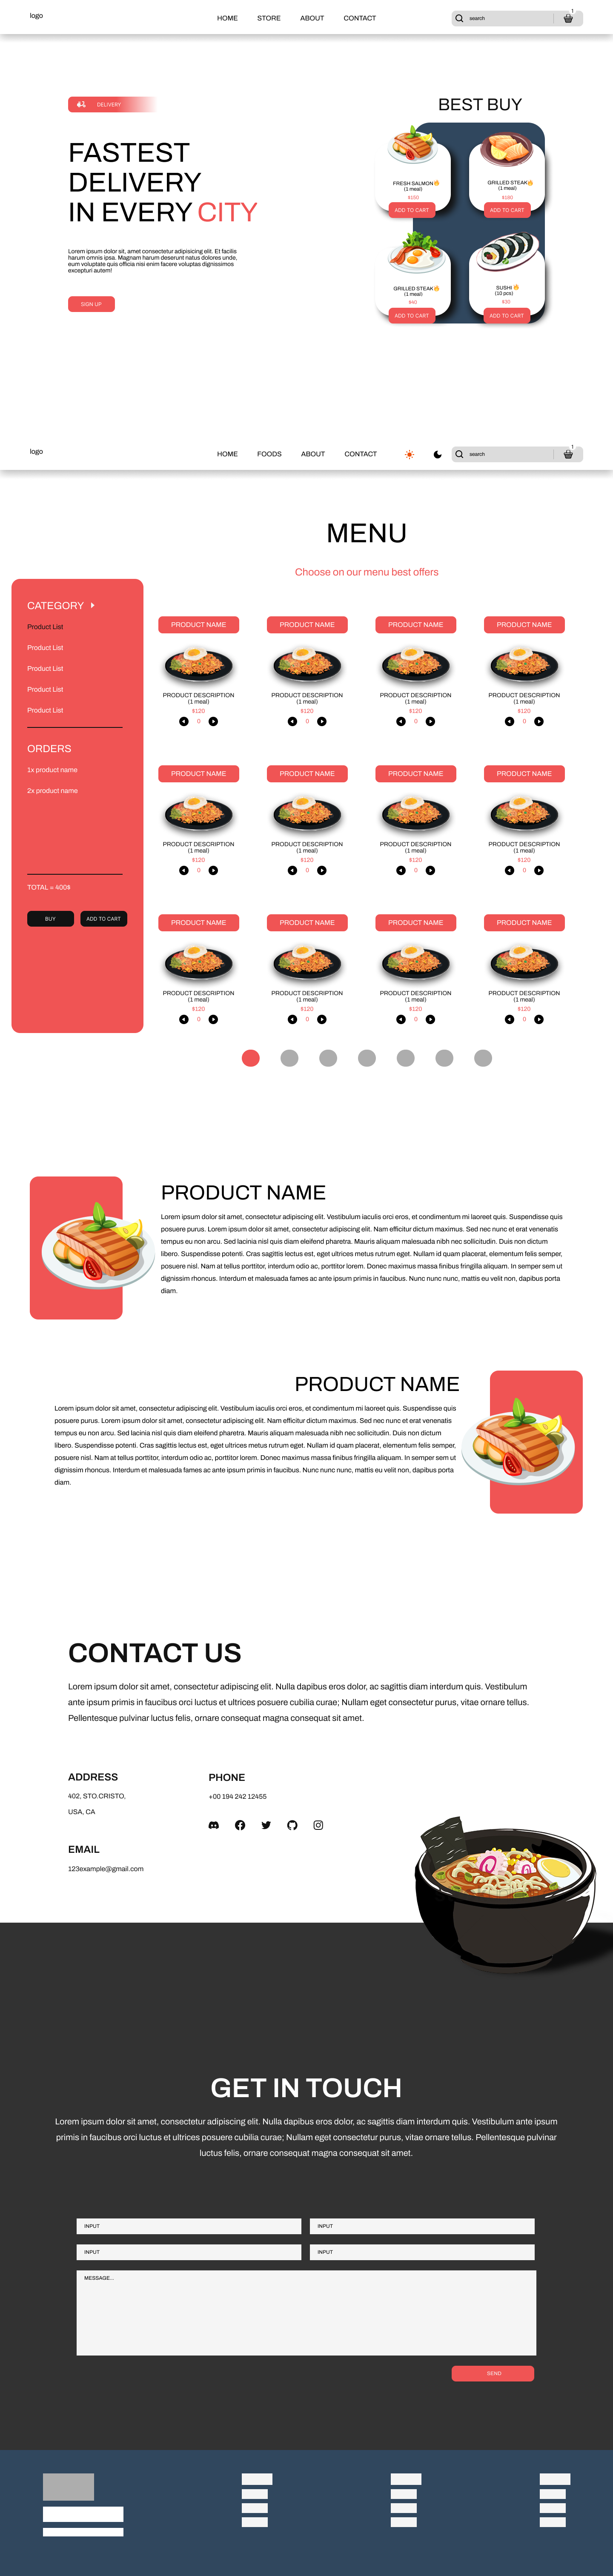 logo
HOME STORE ABOUT CONTACT
search
1
DELIVERY
FASTEST
DELIVERY
IN EVERY CITY
Lorem ipsum dolor sit, amet consectetur adipisicing elit. Et facilis
harum omnis ipsa. Magnam harum deserunt natus dolores unde,
eum voluptate quis officia nisi enim facere voluptas dignissimos
excepturi autem!
SIGN UP
BEST BUY
FRESH SALMON
(1 meal)
$100
ADD TO CART
GRILLED STEAK
(1 meal)
$180
ADD TO CART
GRILLED STEAK
(1 meal)
$40
ADD TO CART
SUSHI
(10 pcs)
$30
ADD TO CART
logo
HOME FOODS ABOUT CONTACT
search
1
MENU
Choose on our menu best offers
CATEGORY
Product List
Product List
Product List
Product List
Product List
ORDERS
1x product name
2x product name
TOTAL = 400$
BUY ADD TO CART
PRODUCT NAME PRODUCT NAME PRODUCT NAME PRODUCT NAME
PRODUCT DESCRIPTION PRODUCT DESCRIPTION PRODUCT DESCRIPTION PRODUCT DESCRIPTION
(1 meal) (1 meal) (1 meal) (1 meal)
$120 $120 $120 $120
0 0 0 0
PRODUCT NAME PRODUCT NAME PRODUCT NAME PRODUCT NAME
PRODUCT DESCRIPTION PRODUCT DESCRIPTION PRODUCT DESCRIPTION PRODUCT DESCRIPTION
(1 meal) (1 meal) (1 meal) (1 meal)
$120 $120 $120 $120
0 0 0 0
PRODUCT NAME PRODUCT NAME PRODUCT NAME PRODUCT NAME
PRODUCT DESCRIPTION PRODUCT DESCRIPTION PRODUCT DESCRIPTION PRODUCT DESCRIPTION
(1 meal) (1 meal) (1 meal) (1 meal)
$120 $120 $120 $120
0 0 0 0
PRODUCT NAME
Lorem ipsum dolor sit amet, consectetur adipiscing elit. Vestibulum iaculis orci eros, et condimentum mi laoreet quis. Suspendisse quis
posuere purus. Lorem ipsum dolor sit amet, consectetur adipiscing elit. Nam efficitur dictum maximus. Sed nec nunc et erat venenatis
tempus eu non arcu. Sed lacinia nisl quis diam eleifend pharetra. Mauris aliquam malesuada nibh nec sollicitudin. Duis non dictum
libero. Suspendisse potenti. Cras sagittis lectus est, eget ultrices metus rutrum eget. Nullam id quam placerat, elementum felis semper,
posuere nisl. Nam at tellus porttitor, interdum odio ac, porttitor lorem. Donec maximus massa finibus fringilla aliquam. In semper sem ut
dignissim rhoncus. Interdum et malesuada fames ac ante ipsum primis in faucibus. Nunc nunc nunc, mattis eu velit non, dapibus porta
diam.
PRODUCT NAME
Lorem ipsum dolor sit amet, consectetur adipiscing elit. Vestibulum iaculis orci eros, et condimentum mi laoreet quis. Suspendisse quis
posuere purus. Lorem ipsum dolor sit amet, consectetur adipiscing elit. Nam efficitur dictum maximus. Sed nec nunc et erat venenatis
tempus eu non arcu. Sed lacinia nisl quis diam eleifend pharetra. Mauris aliquam malesuada nibh nec sollicitudin. Duis non dictum
libero. Suspendisse potenti. Cras sagittis lectus est, eget ultrices metus rutrum eget. Nullam id quam placerat, elementum felis semper,
posuere nisl. Nam at tellus porttitor, interdum odio ac, porttitor lorem. Donec maximus massa finibus fringilla aliquam. In semper sem ut
dignissim rhoncus. Interdum et malesuada fames ac ante ipsum primis in faucibus. Nunc nunc nunc, mattis eu velit non, dapibus porta
diam.
CONTACT US
Lorem ipsum dolor sit amet, consectetur adipiscing elit. Nulla dapibus eros dolor, ac sagittis diam interdum quis. Vestibulum
ante ipsum primis in faucibus orci luctus et ultrices posuere cubilia curae; Nullam eget consectetur purus, vitae ornare tellus.
Pellentesque pulvinar luctus felis, ornare consequat magna consequat sit amet.
ADDRESS
402, STO.CRISTO,
USA, CA
PHONE
+00 194 242 12455
EMAIL
123example@gmail.com
GET IN TOUCH
Lorem ipsum dolor sit amet, consectetur adipiscing elit. Nulla dapibus eros dolor, ac sagittis diam interdum quis. Vestibulum ante ipsum
primis in faucibus orci luctus et ultrices posuere cubilia curae; Nullam eget consectetur purus, vitae ornare tellus. Pellentesque pulvinar
luctus felis, ornare consequat magna consequat sit amet.
INPUT INPUT
INPUT INPUT
MESSAGE...
SEND